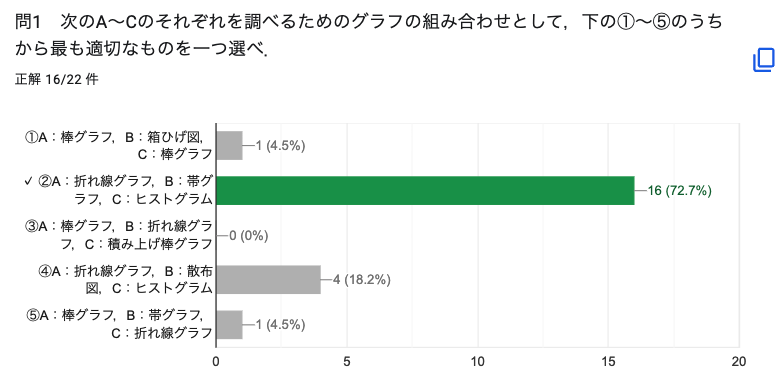 問1　次のA〜Cのそれぞれを調べるためのグラフの組み合わせとして，下の①〜⑤のうち
から最も適切なものを一つ選べ．
正解 16/22 件
①A：棒グラフ，B：箱ひげ図，
C：棒グラフ
1 (4.5%)
✓ ②A：折れ線グラフ，B：帯グ
ラフ，C：ヒストグラム
16 (72.7%)
③A：棒グラフ，B：折れ線グラ
フ，C：積み上げ棒グラフ
0 (0%)
④A：折れ線グラフ，B：散布
図，C：ヒストグラム
4 (18.2%)
⑤A：棒グラフ，B：帯グラフ，
C：折れ線グラフ
1 (4.5%)
0 5 10 15 20